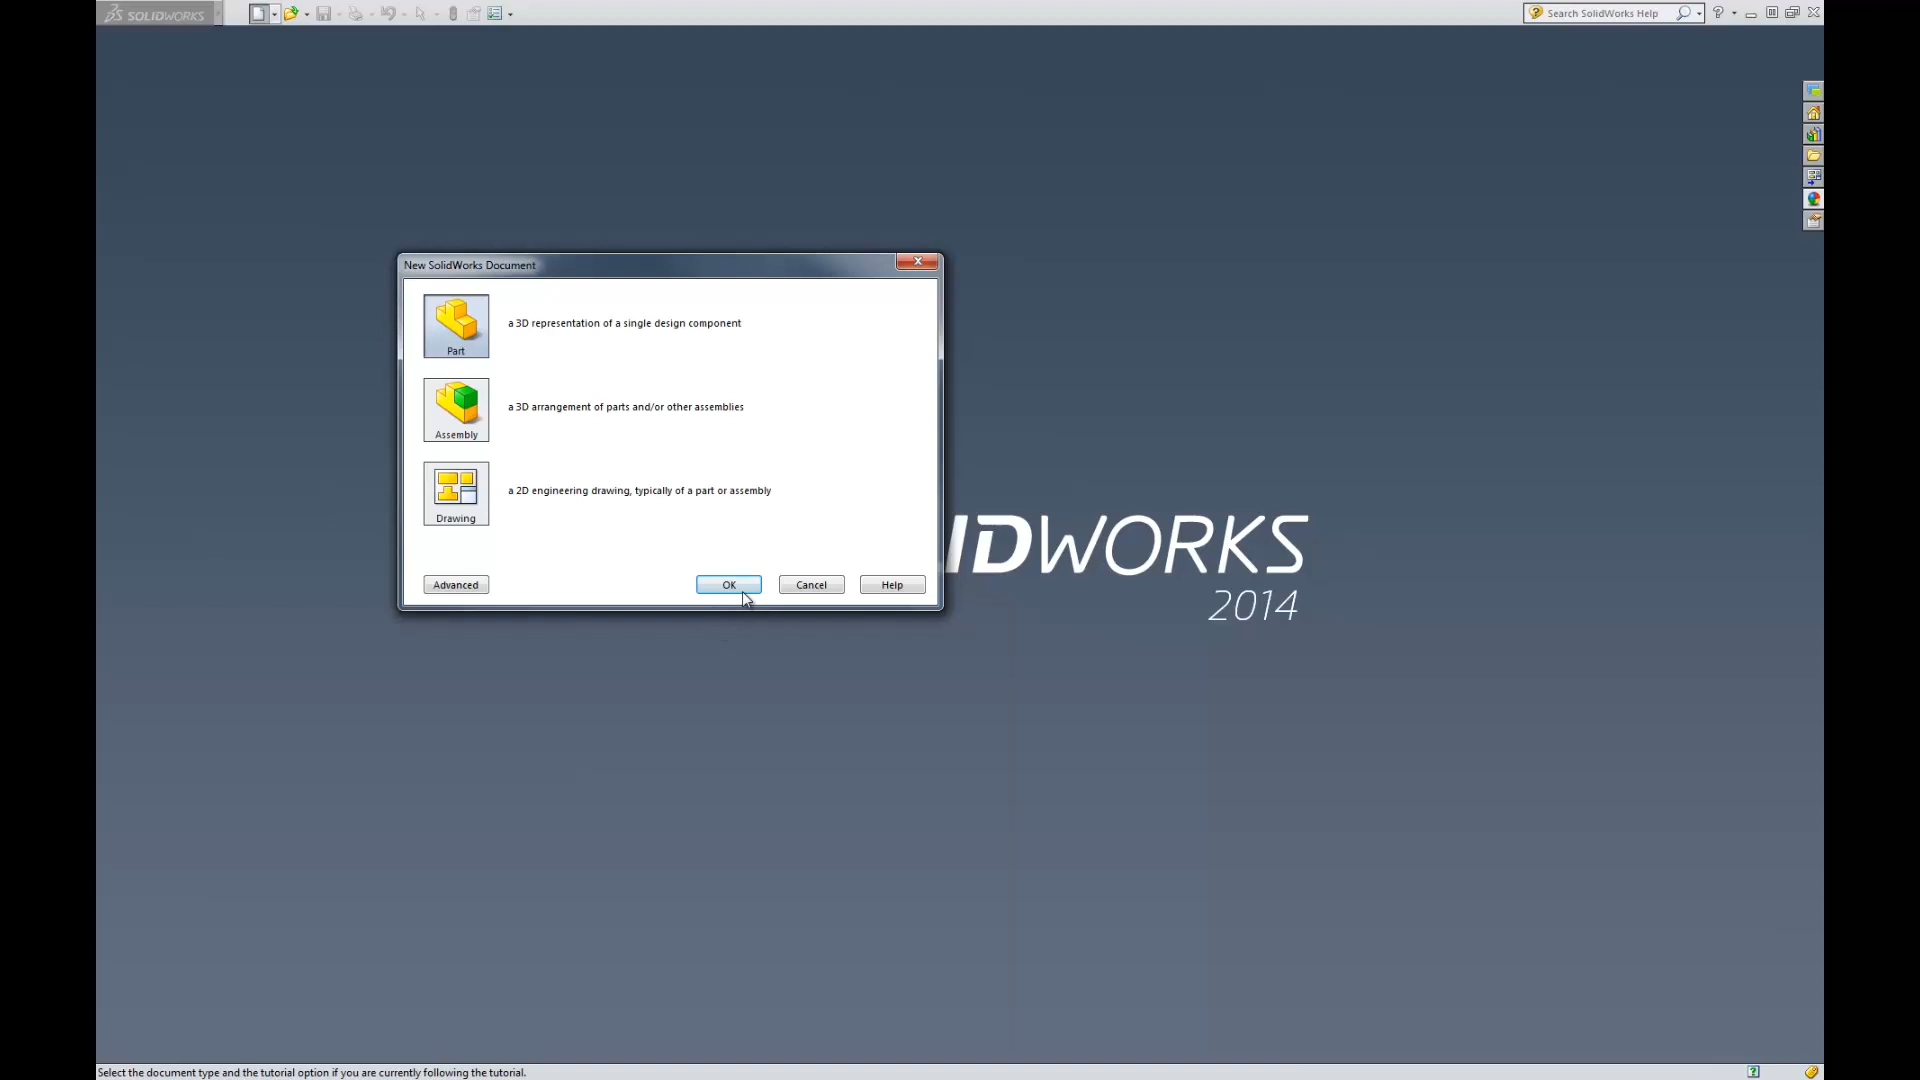 SOLIDWORKS
Search SolidWorks Help
New SolidWorks Document
Part
a 3D representation of a single design component
Assembly
a 3D arrangement of parts and/or other assemblies
Drawing
a 2D engineering drawing, typically of a part or assembly
Advanced
OK
Cancel
Help
IDWORKS
2014
Select the document type and the tutorial option if you are currently following the tutorial.